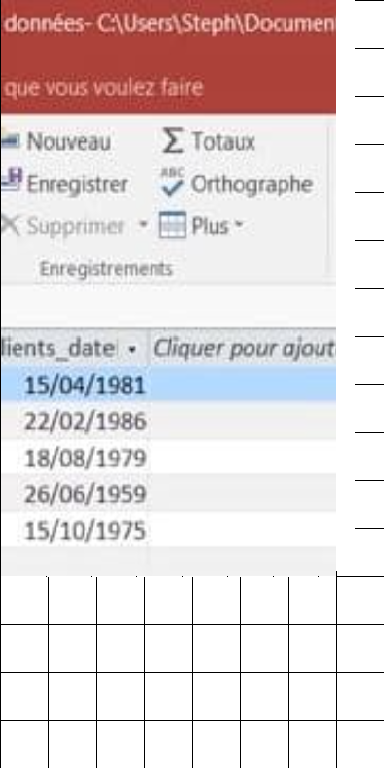 données- C:\Users\Steph\Documen
que vous voulez faire
Nouveau Totaux
Enregistrer ABC Orthographe
Supprimer Plus
Enregistrements
lients_date Cliquer pour ajout
15/04/1981
22/02/1986
18/08/1979
26/06/1959
15/10/1975